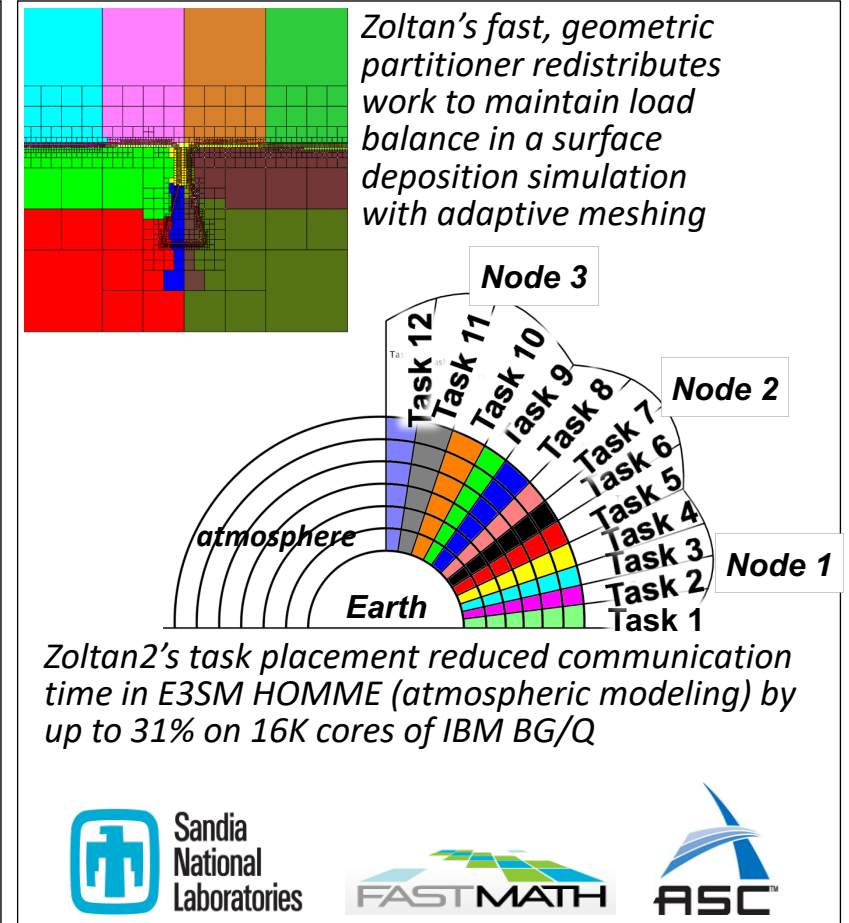 Zoltan's fast, geometric
partitioner redistributes
work to maintain load
balance in a surface
deposition simulation
with adaptive meshing
Node 3
Task 12
Task 11
Task 10
Task 9
Task 8
Node 2
Task 7
Task 6
Task 5
Task 4
Task 3
Node 1
Task 2
Task 1
atmosphere
Earth
Zoltan2's task placement reduced communication
time in E3SM HOMME (atmospheric modeling) by
up to 31% on 16K cores of IBM BG/Q
Sandia
National
Laboratories
FASTMATH
ASC™